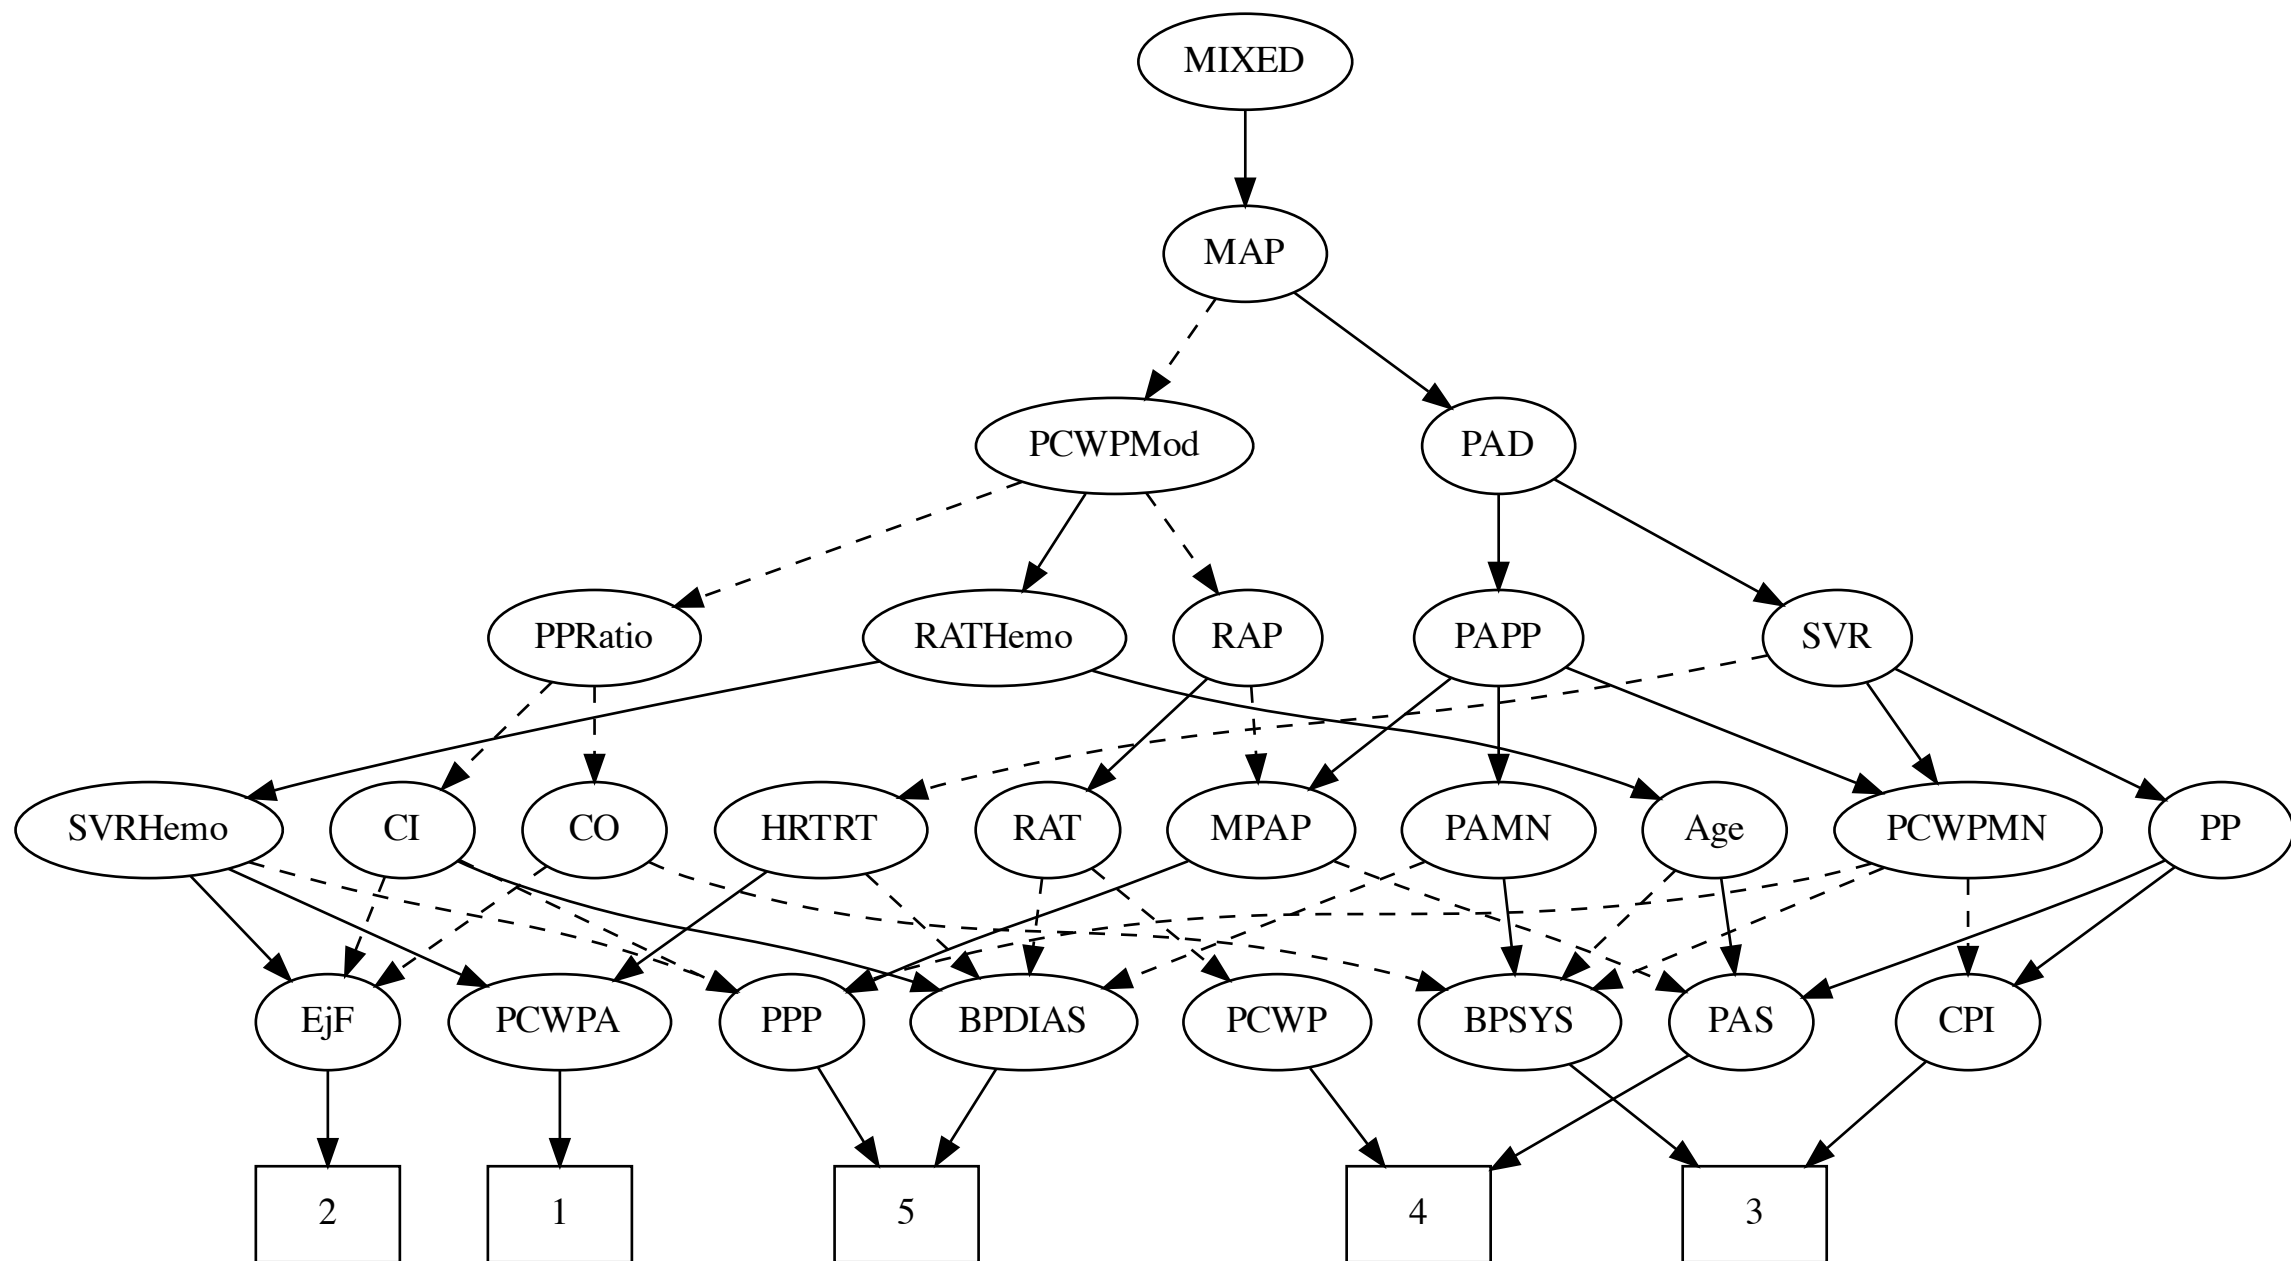 MIXED
MAP
PCWPMod
PAD
PPRatio
RATHemo
RAP
PAPP
SVR
SVRHemo
CI
CO
HRTRT
RAT
MPAP
PAMN
Age
PCWPMN
PP
EjF
PCWPA
PPP
BPDIAS
PCWP
BPSYS
PAS
CPI
2
1
5
4
3